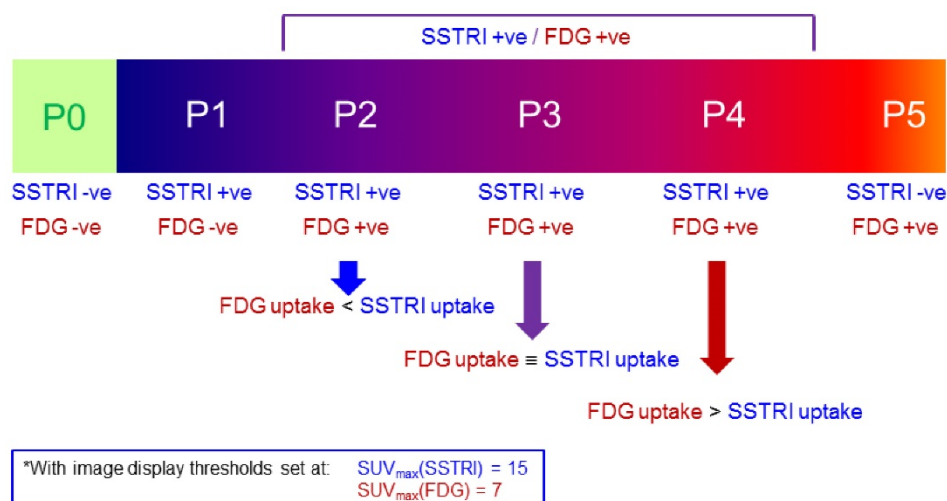 SSTRI +ve / FDG +ve
P0 P1 P2 P3 P4 P5
SSTRI -ve SSTRI +ve SSTRI +ve SSTRI +ve SSTRI +ve SSTRI -ve
FDG -ve FDG -ve FDG +ve FDG +ve FDG +ve FDG +ve
FDG uptake < SSTRI uptake
FDG uptake ≡ SSTRI uptake
FDG uptake > SSTRI uptake
*With image display thresholds set at: SUVmax(SSTRI) = 15
SUVmax(FDG) = 7